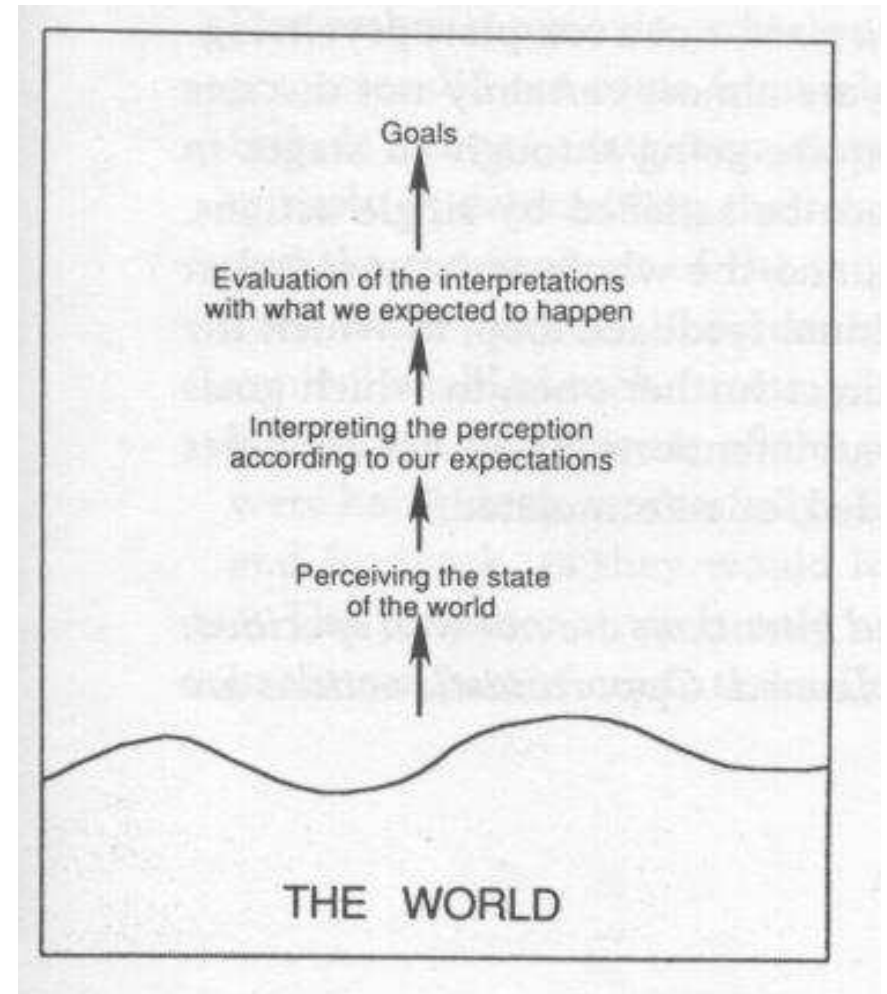 Goals
Evaluation of the interpretations
with what we expected to happen
Interpreting the perception
according to our expectations
Perceiving the state
of the world
THE WORLD